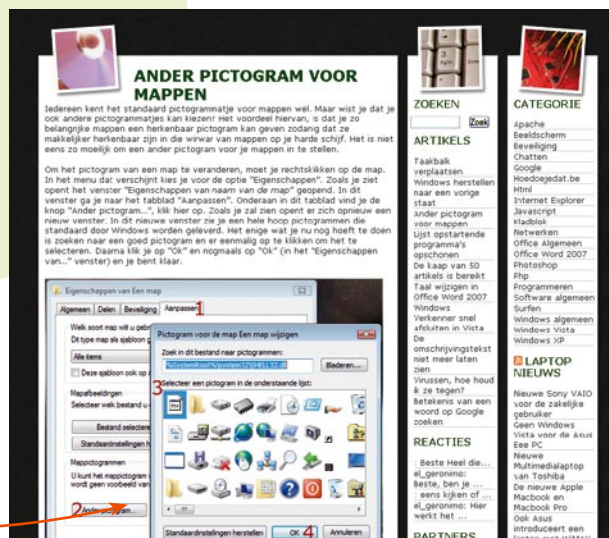 ANDER PICTOGRAM VOOR
MAPPEN
Iedereen kent het standaard pictogrammatje voor mappen wel. Maar wist je dat je
ook andere pictogrammatjes kan kiezen? Het voordeel hiervan, is dat je zo
belangrijke mappen een herkenbaar pictogram kan geven zodang dat ze
makkelijker herkenbaar zijn in die wirwar van mappen op je harde schijf. Het is niet
eens zo moeilijk om een ander pictogram voor je mappen in te stellen.
Om het pictogram van een map te veranderen, moet je rechtskliken op de map.
In het menu dat verschijnt kies je voor de optie "Eigenschappen". Zoals je ziet
opent het venster "Eigenschappen van naam van de map" geopend. In dit
venster ga je naar het tabblad "Aanpassen". Onderaan in dit tabblad vind je de
knop "Ander pictogram...", klik hier op. Zoals je zal zien opent er zich opnieuw een
nieuw venster. In dit nieuwe venster zie je een hele hoop pictogrammen die
standaard door Windows worden geleverd. Het enige wat je nu nog hoeft te doen
is zoeken naar een goed pictogram en er eenmalig op te klikken om het te
selecteren. Daarna klik je op "Ok" en nogmaals op "Ok" (in het "Eigenschappen
van..." venster) en je bent klaar.
Eigenschappen van Een map
Algemeen Delen Beveiliging Aanpassen
1
Welk soort map wilt u gebr
Dit type map als sjabloon g
Alle items
Deze sjabloon ook op
Mapafbeeldingen
Selecteer welk bestand u
Bestand selectere
Standaardinstellingen h
Mappictogrammen
U kunt het mappictogram
wordt geen voorbeeld van
2
Ander pictogram...
Pictogram voor de map Een map wijzigen
Zoek in dit bestand naar pictogrammen:
%SystemRoot%\system32\SHELL32.dll
Bladeren...
3
Selecteer een pictogram in de onderstaande lijst:
Standaardinstellingen herstellen
OK
4
Annuleren
ZOEKEN
Zoek
ARTIKELS
Taakbalk
verplaatsen
Windows herstellen
naar een vorige
staat
Ander pictogram
voor mappen
Lijst opstartende
programma's
opschonen
De kaap van 50
artikels is bereikt
Taal wijzigen in
Office Word 2007
Windows
Verkenner snel
afsluiten in Vista
De
omschrijvingstekst
niet meer laten
zien
Virussen, hoe houd
ik ze tegen?
Betekenis van een
woord op Google
zoeken
REACTIES
: Beste Heel die...
el_geronimo:
Beste, ben je ...
: eens kijken of ...
el_geronimo: Hier
werkt het ...
PARTNERS
CATEGORIE
Apache
Beeldscherm
Beveiliging
Chatten
Google
Hoedoejedat.be
Html
Internet Explorer
Javascript
Kladblok
Netwerken
Office Algemeen
Office Word 2007
Photoshop
Php
Programmeren
Software algemeen
Surfen
Windows algemeen
Windows Vista
Windows XP
LAPTOP
NIEUWS
Nieuwe Sony VAIO
voor de zakelijke
gebruiker
Geen Windows
Vista voor de Asus
Eee PC
Nieuwe
Multimedialaptop
van Toshiba
De nieuwe Apple
Macbook en
Macbook Pro
Ook Asus
introduceert een